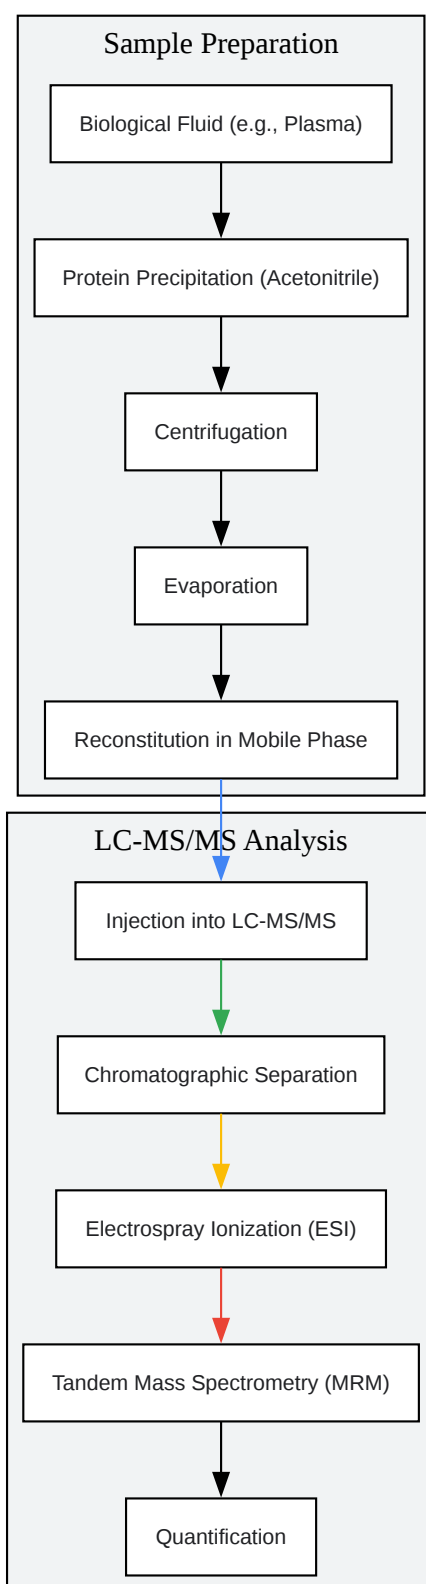 Sample Preparation
Biological Fluid (e.g., Plasma)
Protein Precipitation (Acetonitrile)
Centrifugation
Evaporation
Reconstitution in Mobile Phase
LC-MS/MS Analysis
Injection into LC-MS/MS
Chromatographic Separation
Electrospray Ionization (ESI)
Tandem Mass Spectrometry (MRM)
Quantification